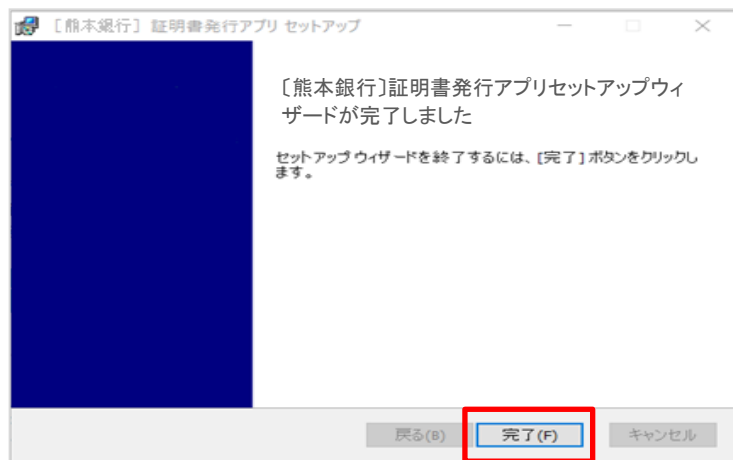 ［熊本銀行］ 証明書発行アプリ セットアップ
〔熊本銀行〕証明書発行アプリセットアップウィ
ザードが完了しました
セットアップ ウィザードを終了するには、[完了] ボタンをクリックし
ます。
戻る(B) 完了(F) キャンセル